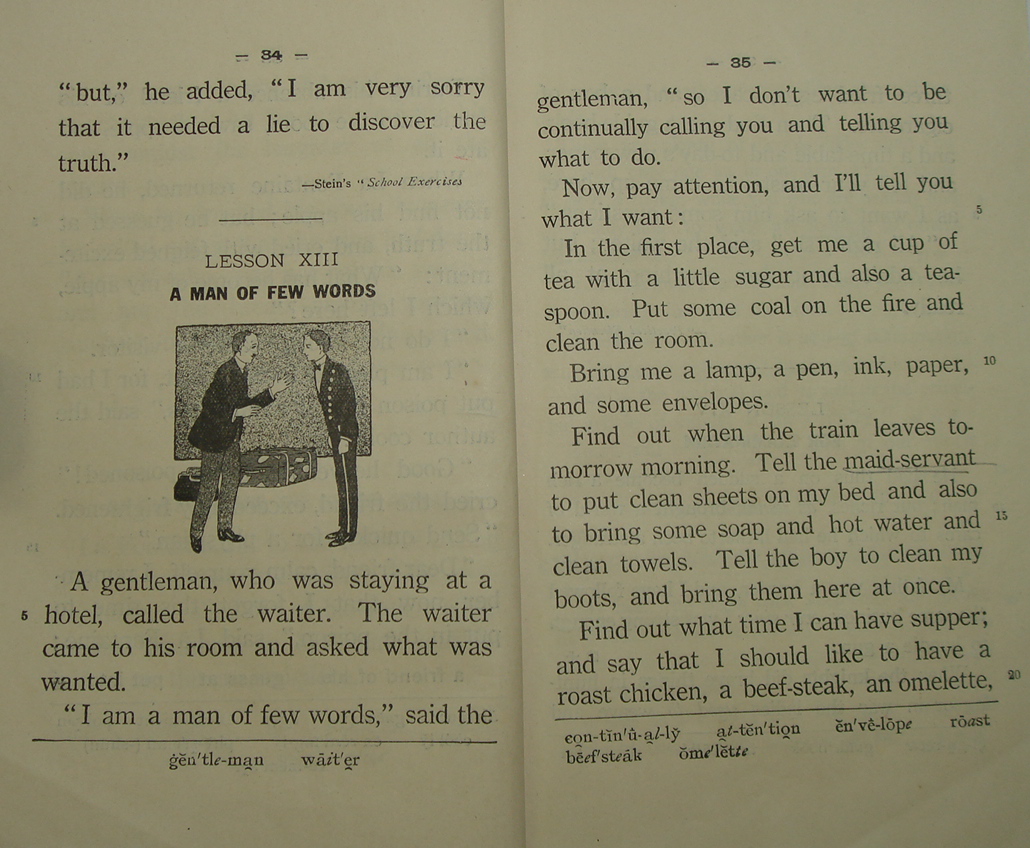 — 34 —
“but,” he added, “I am very sorry
that it needed a lie to discover the
truth.”
—Stein's “School Exercises
LESSON XIII
A MAN OF FEW WORDS
A gentleman, who was staying at a
5 hotel, called the waiter. The waiter
came to his room and asked what was
wanted.
“I am a man of few words,” said the
ġĕn′tle-man wāit′er
— 35 —
gentleman, “so I don't want to be
continually calling you and telling you
what to do.
Now, pay attention, and I'll tell you
what I want: 5
In the first place, get me a cup of
tea with a little sugar and also a tea-
spoon. Put some coal on the fire and
clean the room.
Bring me a lamp, a pen, ink, paper, 10
and some envelopes.
Find out when the train leaves to-
morrow morning. Tell the maid-servant
to put clean sheets on my bed and also
to bring some soap and hot water and 15
clean towels. Tell the boy to clean my
boots, and bring them here at once.
Find out what time I can have supper;
and say that I should like to have a
roast chicken, a beef-steak, an omelette, 20
con-tĭn′û-al-lў at-tĕn′tion ĕn′vê-lōpe rōast
bēef′steāk ŏme′lĕtte